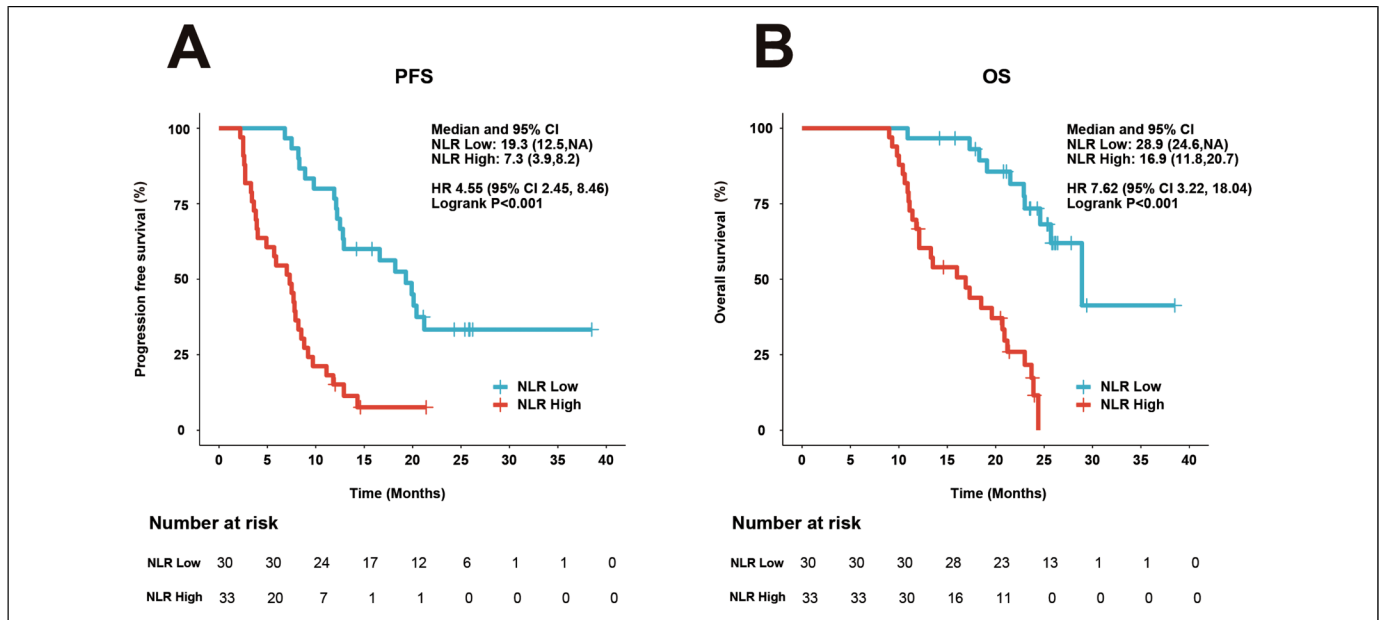 A
PFS
Progression free survival (%)
100
75
50
25
0
Median and 95% CI
NLR Low: 19.3 (12.5,NA)
NLR High: 7.3 (3.9,8.2)
HR 4.55 (95% CI 2.45, 8.46)
Logrank P<0.001
NLR Low
NLR High
0 5 10 15 20 25 30 35 40
Time (Months)
Number at risk
NLR Low 30 30 24 17 12 6 1 1 0
NLR High 33 20 7 1 1 0 0 0 0
B
OS
Overall survieval (%)
100
75
50
25
0
Median and 95% CI
NLR Low: 28.9 (24.6,NA)
NLR High: 16.9 (11.8,20.7)
HR 7.62 (95% CI 3.22, 18.04)
Logrank P<0.001
NLR Low
NLR High
0 5 10 15 20 25 30 35 40
Time (Months)
Number at risk
NLR Low 30 30 30 28 23 13 1 1 0
NLR High 33 33 30 16 11 0 0 0 0